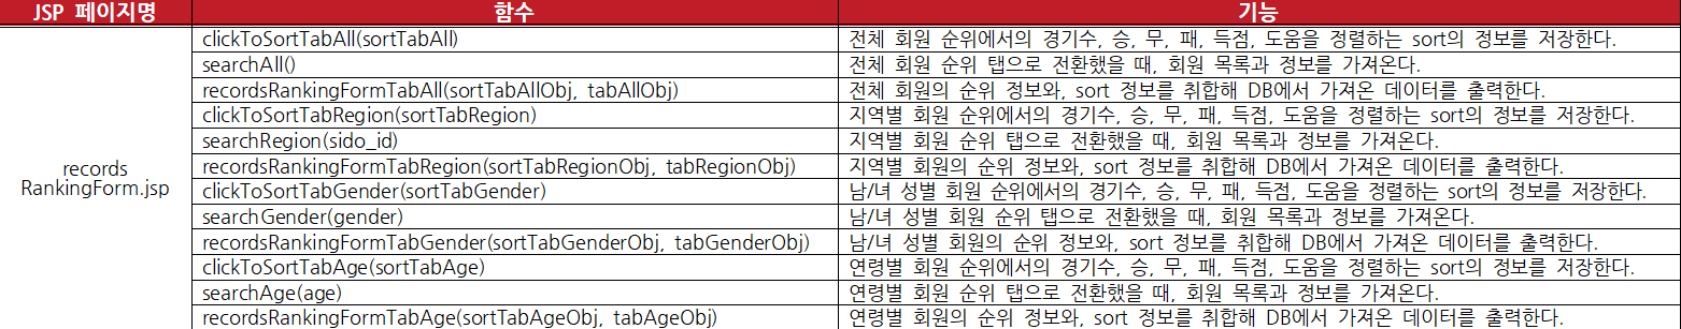 JSP 페이지명 함수 기능
records
RankingForm.jsp
clickToSortTabAll(sortTabAll) 전체 회원 순위에서의 경기수, 승, 무, 패, 득점, 도움을 정렬하는 sort의 정보를 저장한다.
searchAll() 전체 회원 순위 탭으로 전환했을 때, 회원 목록과 정보를 가져온다.
recordsRankingFormTabAll(sortTabAllObj, tabAllObj) 전체 회원의 순위 정보와, sort 정보를 취합해 DB에서 가져온 데이터를 출력한다.
clickToSortTabRegion(sortTabRegion) 지역별 회원 순위에서의 경기수, 승, 무, 패, 득점, 도움을 정렬하는 sort의 정보를 저장한다.
searchRegion(sido_id) 지역별 회원 순위 탭으로 전환했을 때, 회원 목록과 정보를 가져온다.
recordsRankingFormTabRegion(sortTabRegionObj, tabRegionObj) 지역별 회원의 순위 정보와, sort 정보를 취합해 DB에서 가져온 데이터를 출력한다.
clickToSortTabGender(sortTabGender) 남/녀 성별 회원 순위에서의 경기수, 승, 무, 패, 득점, 도움을 정렬하는 sort의 정보를 저장한다.
searchGender(gender) 남/녀 성별 회원 순위 탭으로 전환했을 때, 회원 목록과 정보를 가져온다.
recordsRankingFormTabGender(sortTabGenderObj, tabGenderObj) 남/녀 성별 회원의 순위 정보와, sort 정보를 취합해 DB에서 가져온 데이터를 출력한다.
clickToSortTabAge(sortTabAge) 연령별 회원 순위에서의 경기수, 승, 무, 패, 득점, 도움을 정렬하는 sort의 정보를 저장한다.
searchAge(age) 연령별 회원 순위 탭으로 전환했을 때, 회원 목록과 정보를 가져온다.
recordsRankingFormTabAge(sortTabAgeObj, tabAgeObj) 연령별 회원의 순위 정보와, sort 정보를 취합해 DB에서 가져온 데이터를 출력한다.